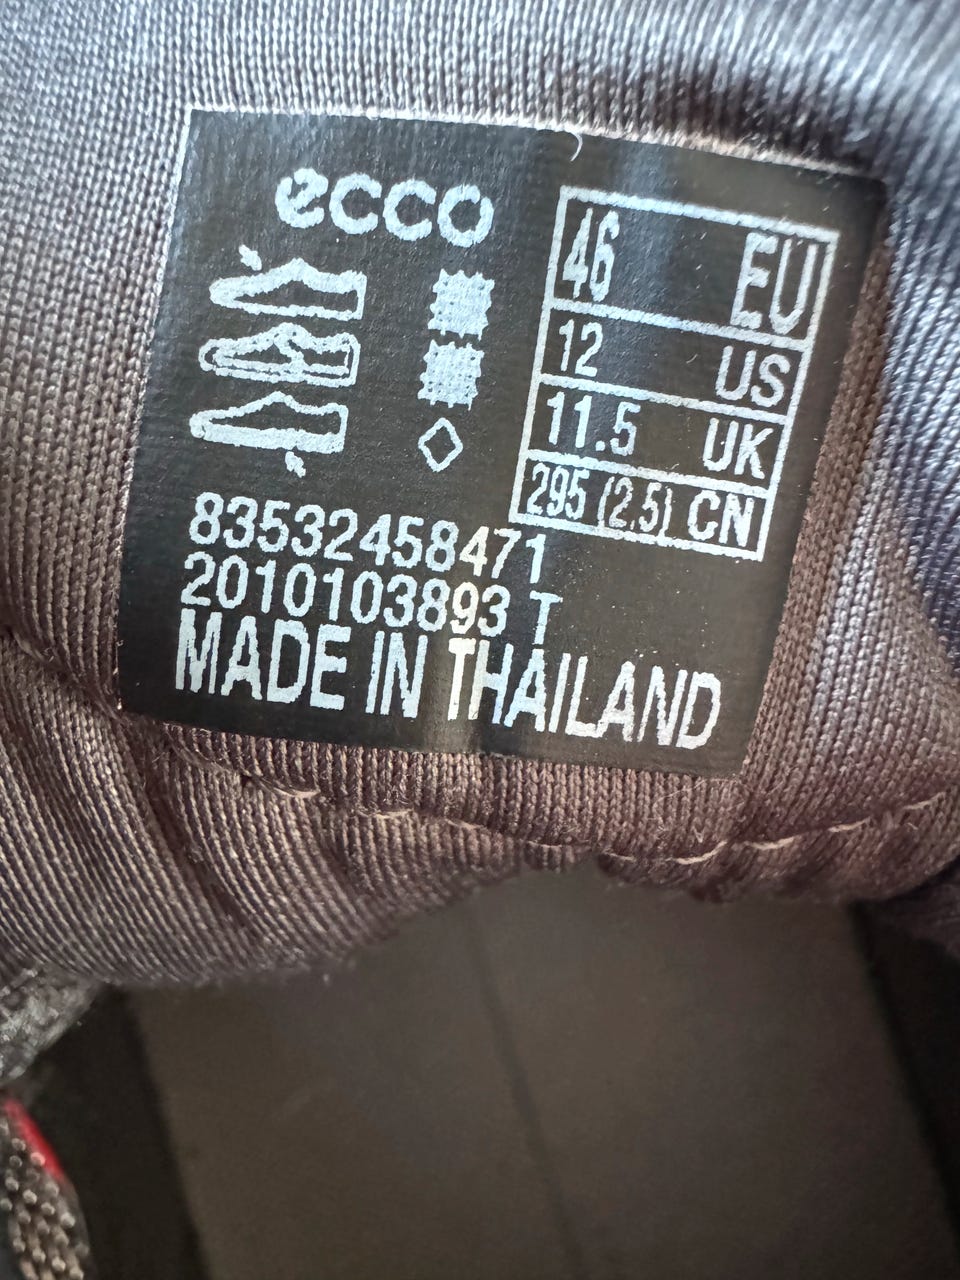 ecco
46 EU
12 US
11.5 UK
295 (2.5) CN
83532458471
2010103893 T
MADE IN THAILAND